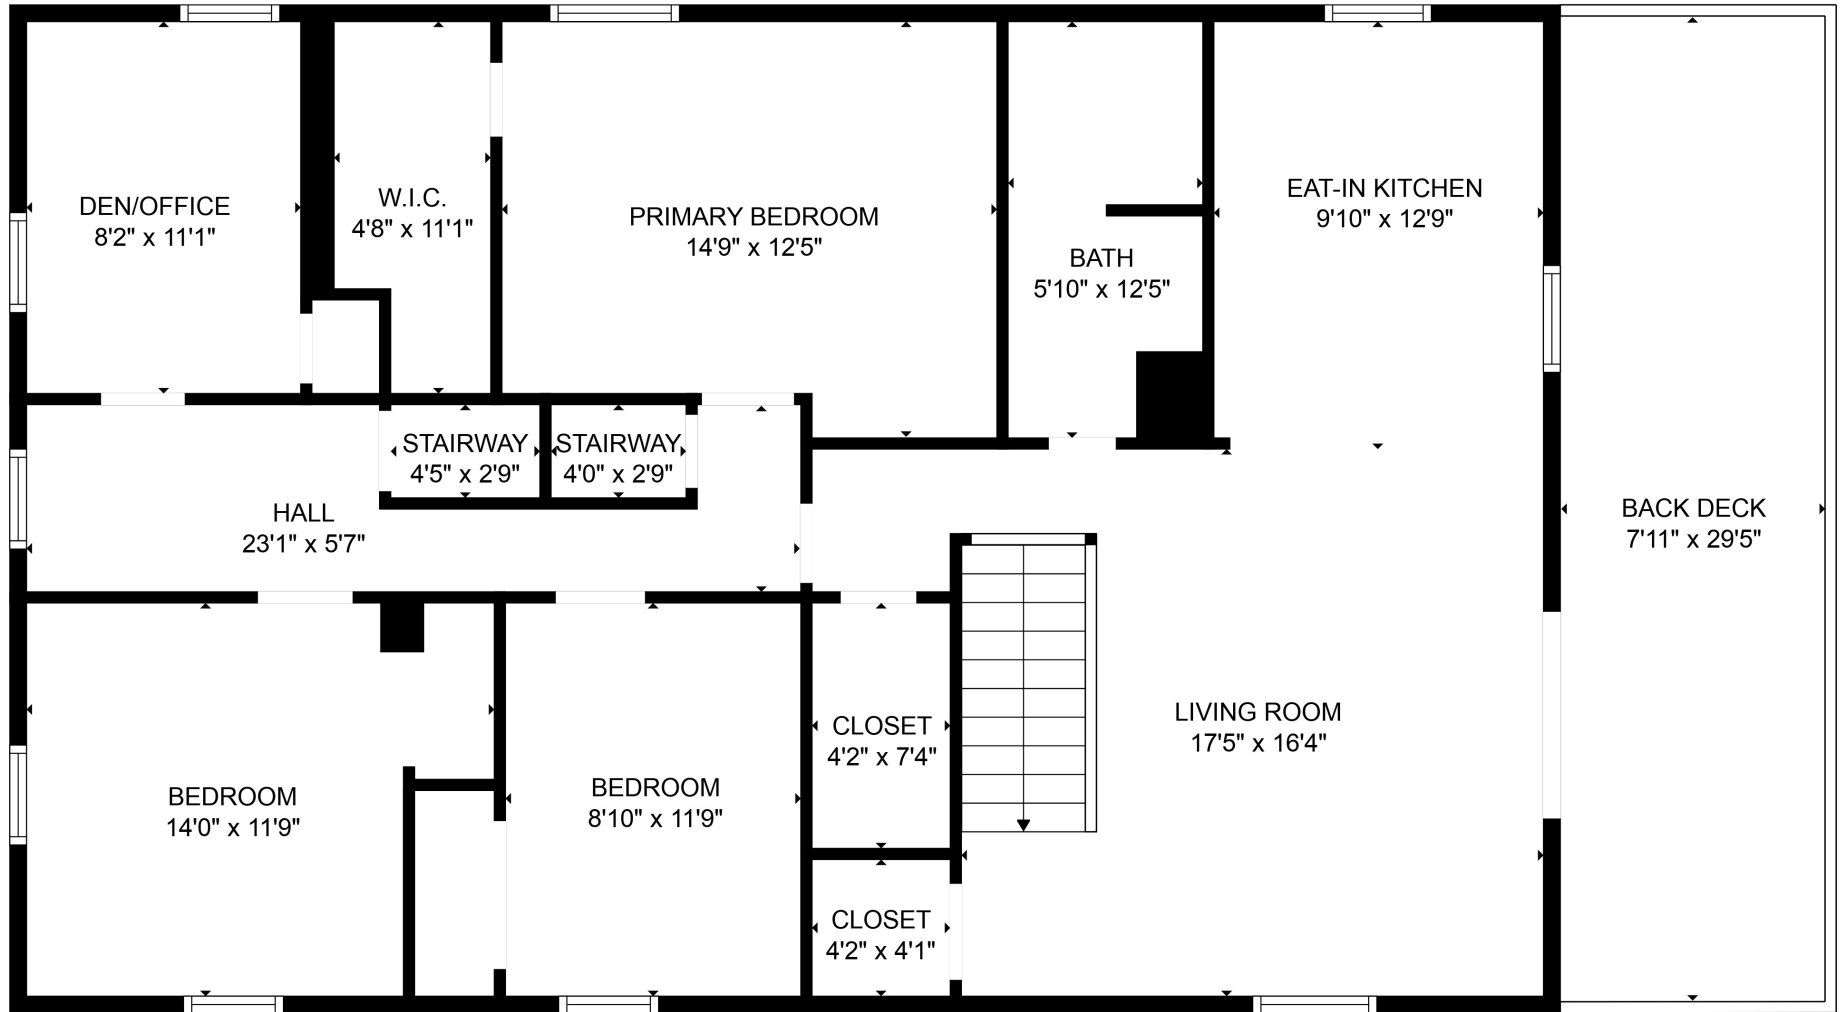 DEN/OFFICE
8'2" x 11'1"
W.I.C.
4'8" x 11'1"
PRIMARY BEDROOM
14'9" x 12'5"
BATH
5'10" x 12'5"
EAT-IN KITCHEN
9'10" x 12'9"
STAIRWAY
4'5" x 2'9"
STAIRWAY
4'0" x 2'9"
HALL
23'1" x 5'7"
BACK DECK
7'11" x 29'5"
BEDROOM
14'0" x 11'9"
BEDROOM
8'10" x 11'9"
CLOSET
4'2" x 7'4"
LIVING ROOM
17'5" x 16'4"
CLOSET
4'2" x 4'1"